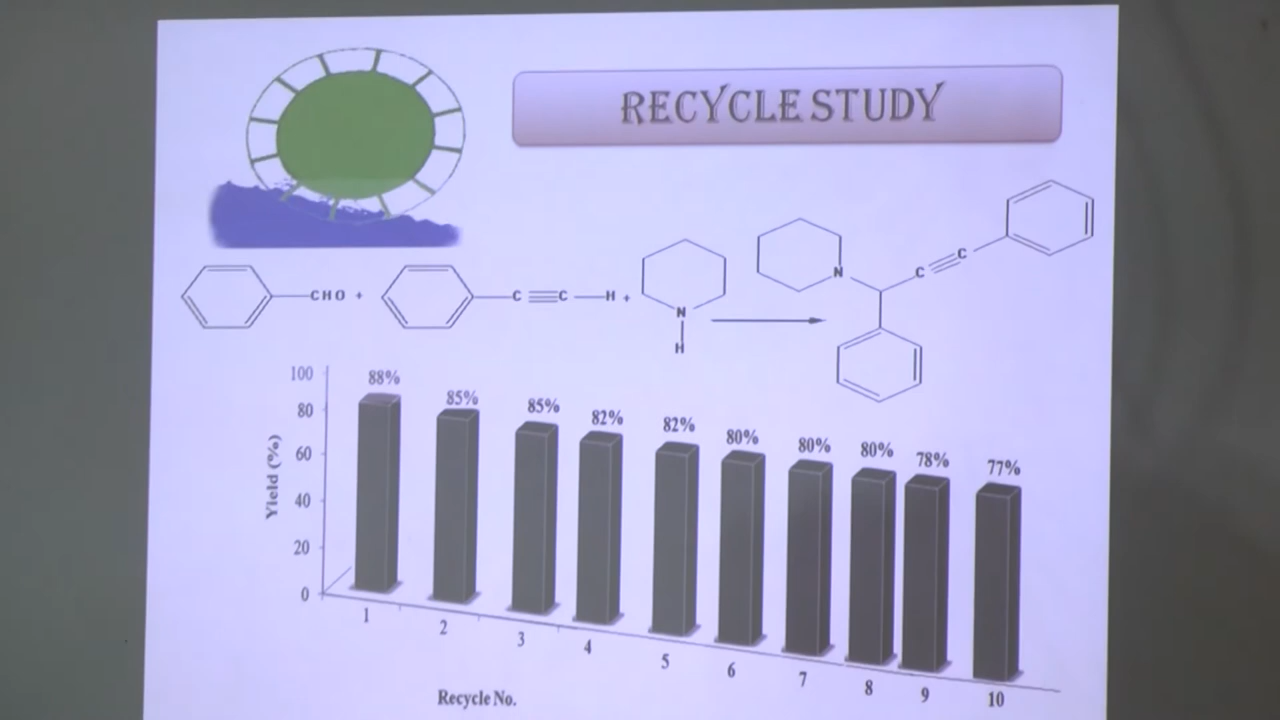 RECYCLE STUDY
CHO +
C≡C—H +
N
H
N
C≡C
Yield (%)
100
80
60
40
20
0
88%
85%
85%
82%
82%
80%
80%
80%
78%
77%
1 2 3 4 5 6 7 8 9 10
Recycle No.